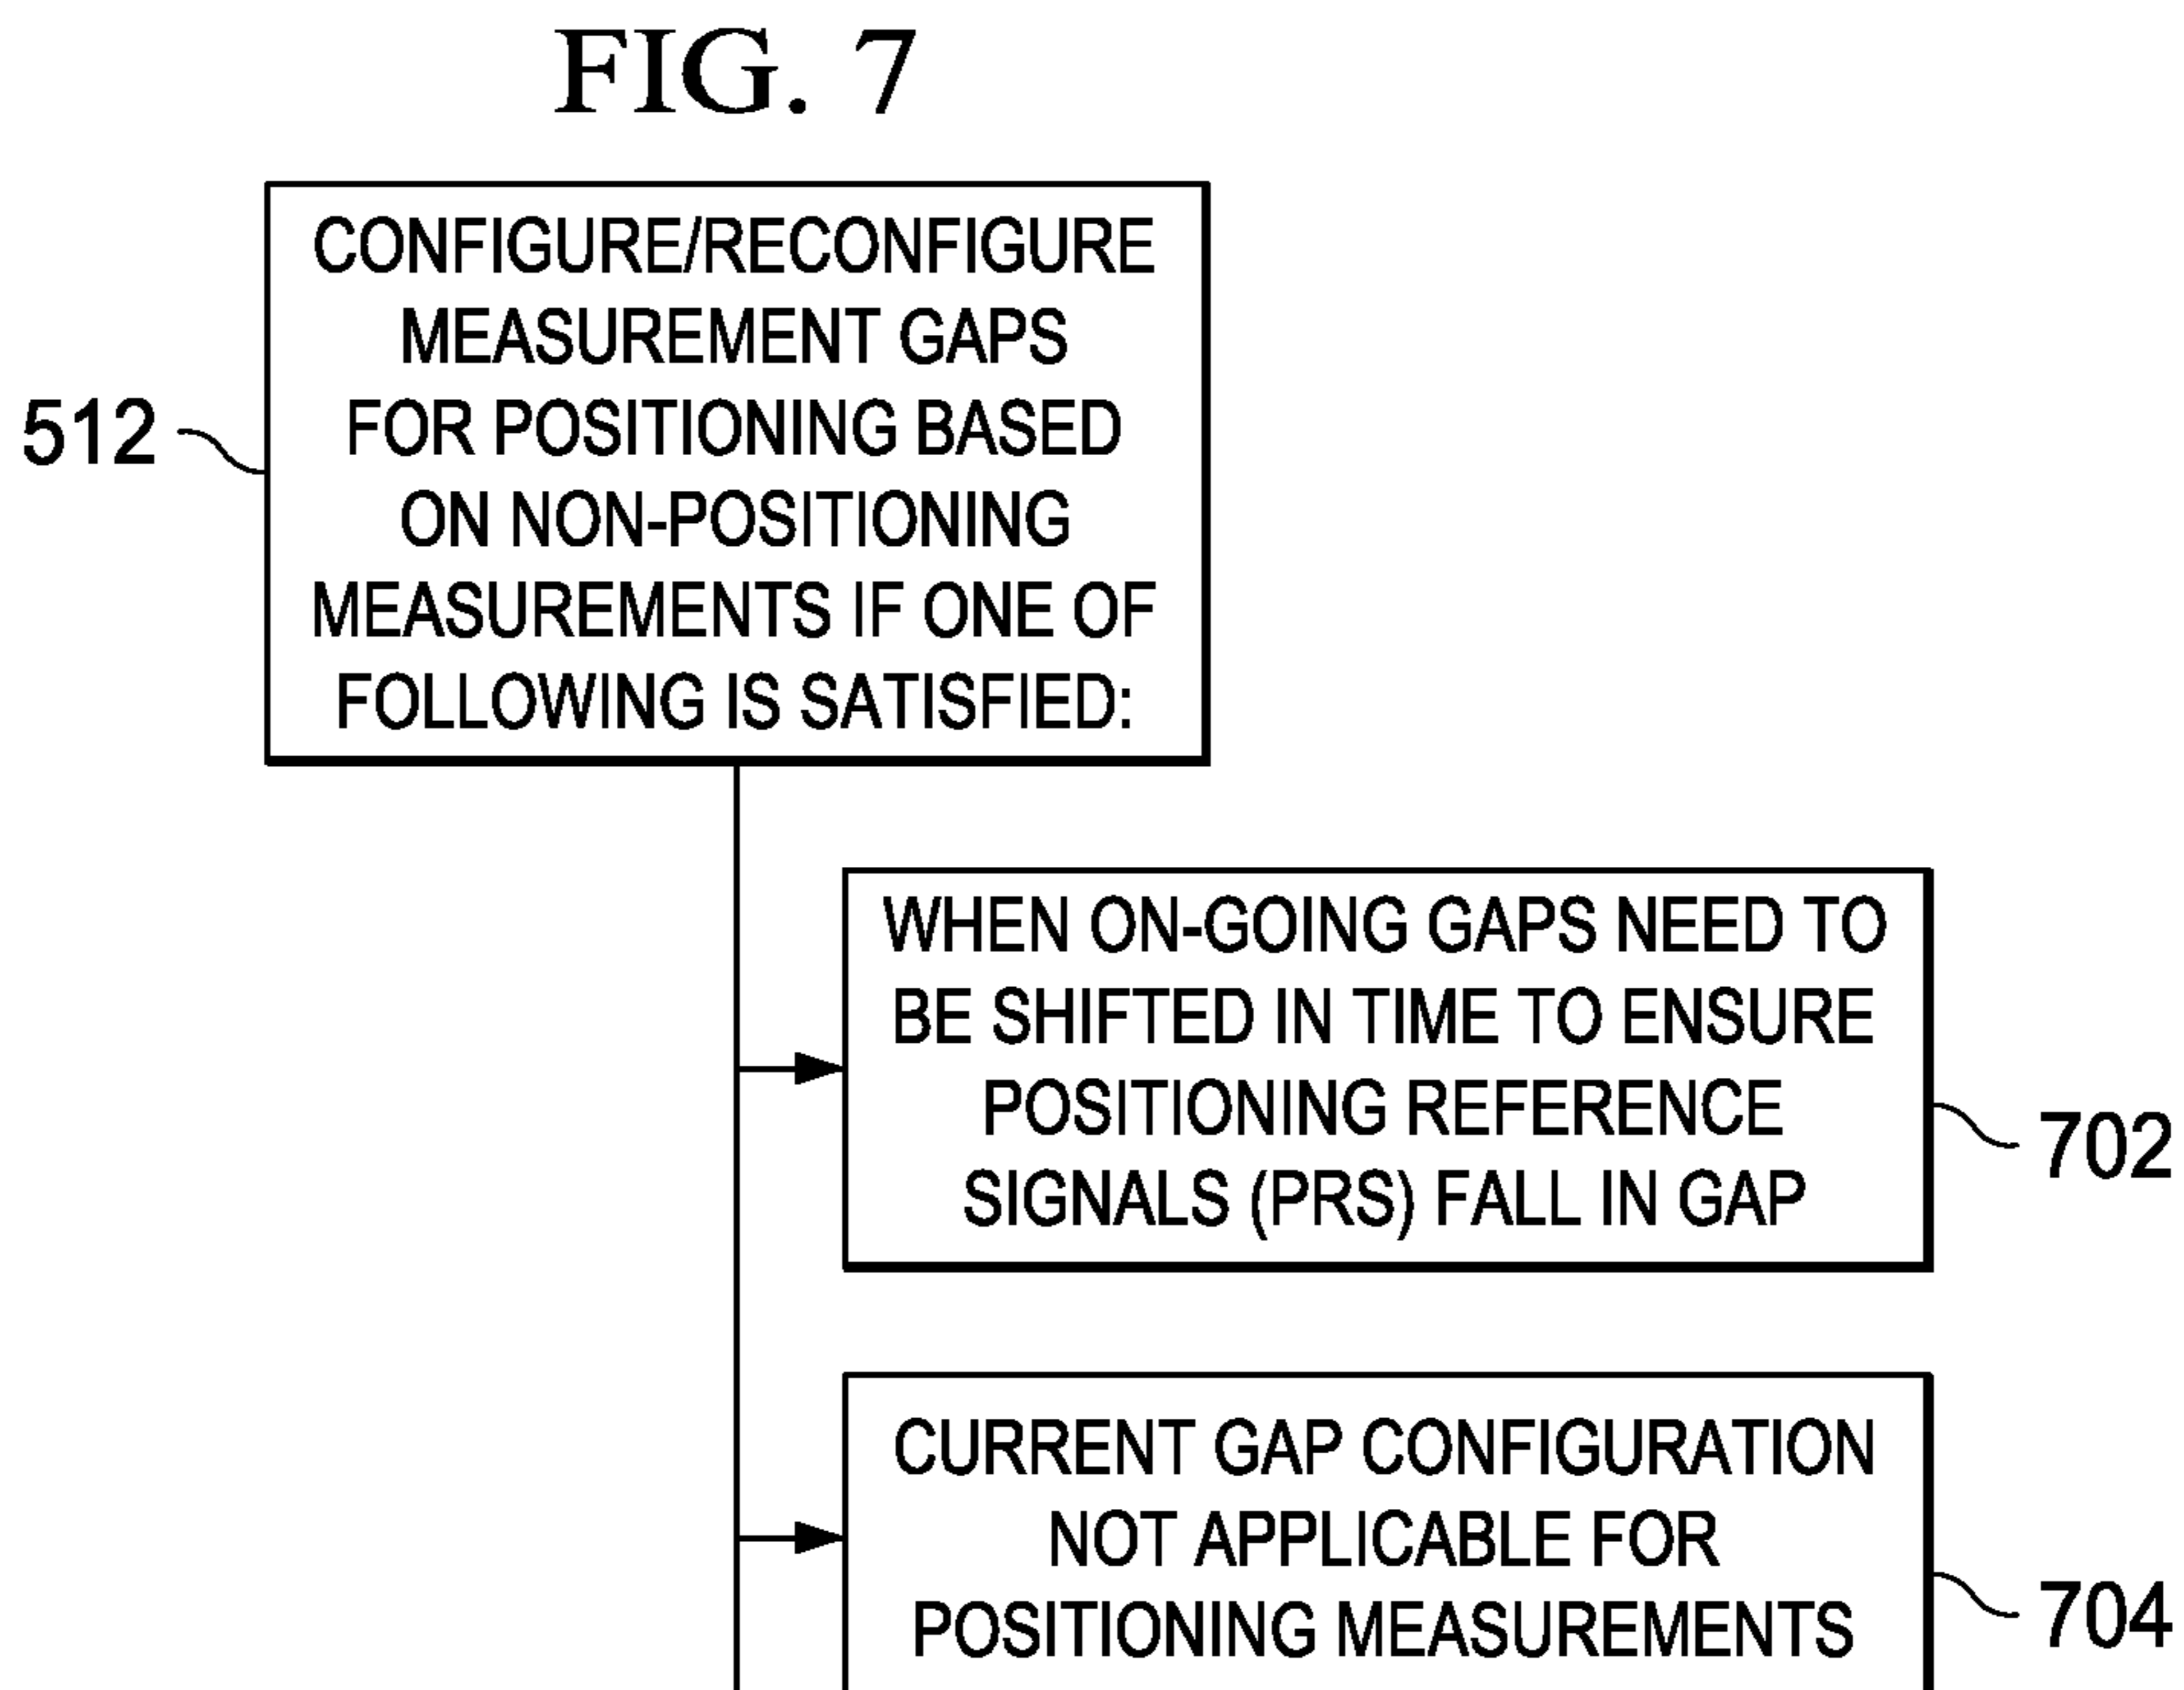 FIG. 7
CONFIGURE/RECONFIGURE
MEASUREMENT GAPS
FOR POSITIONING BASED
ON NON-POSITIONING
MEASUREMENTS IF ONE OF
FOLLOWING IS SATISFIED:
512
WHEN ON-GOING GAPS NEED TO
BE SHIFTED IN TIME TO ENSURE
POSITIONING REFERENCE
SIGNALS (PRS) FALL IN GAP
702
CURRENT GAP CONFIGURATION
NOT APPLICABLE FOR
POSITIONING MEASUREMENTS
704